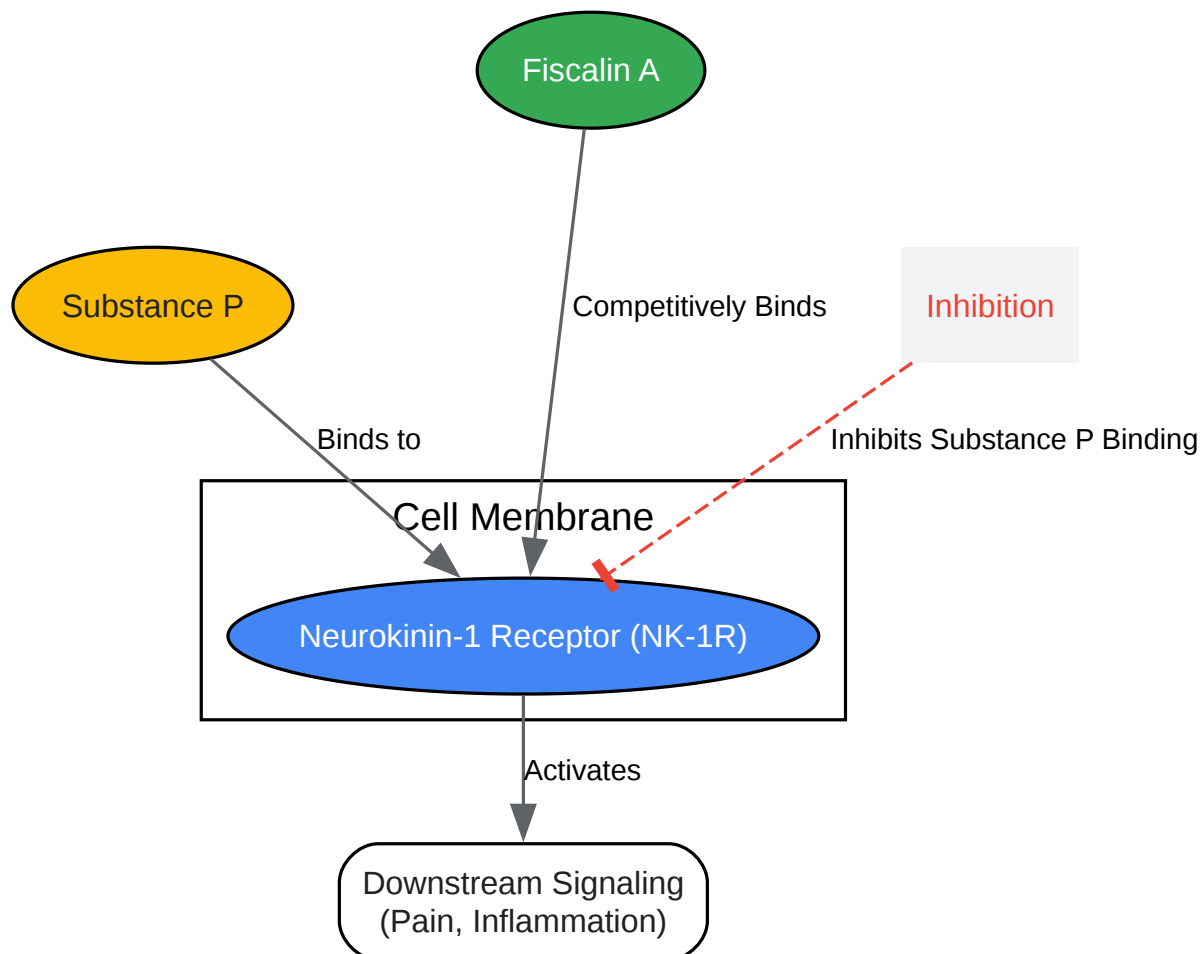 Fiscalin A
Substance P
Competitively Binds
Inhibition
Binds to
Inhibits Substance P Binding
Cell Membrane
Neurokinin-1 Receptor (NK-1R)
Activates
Downstream Signaling
(Pain, Inflammation)